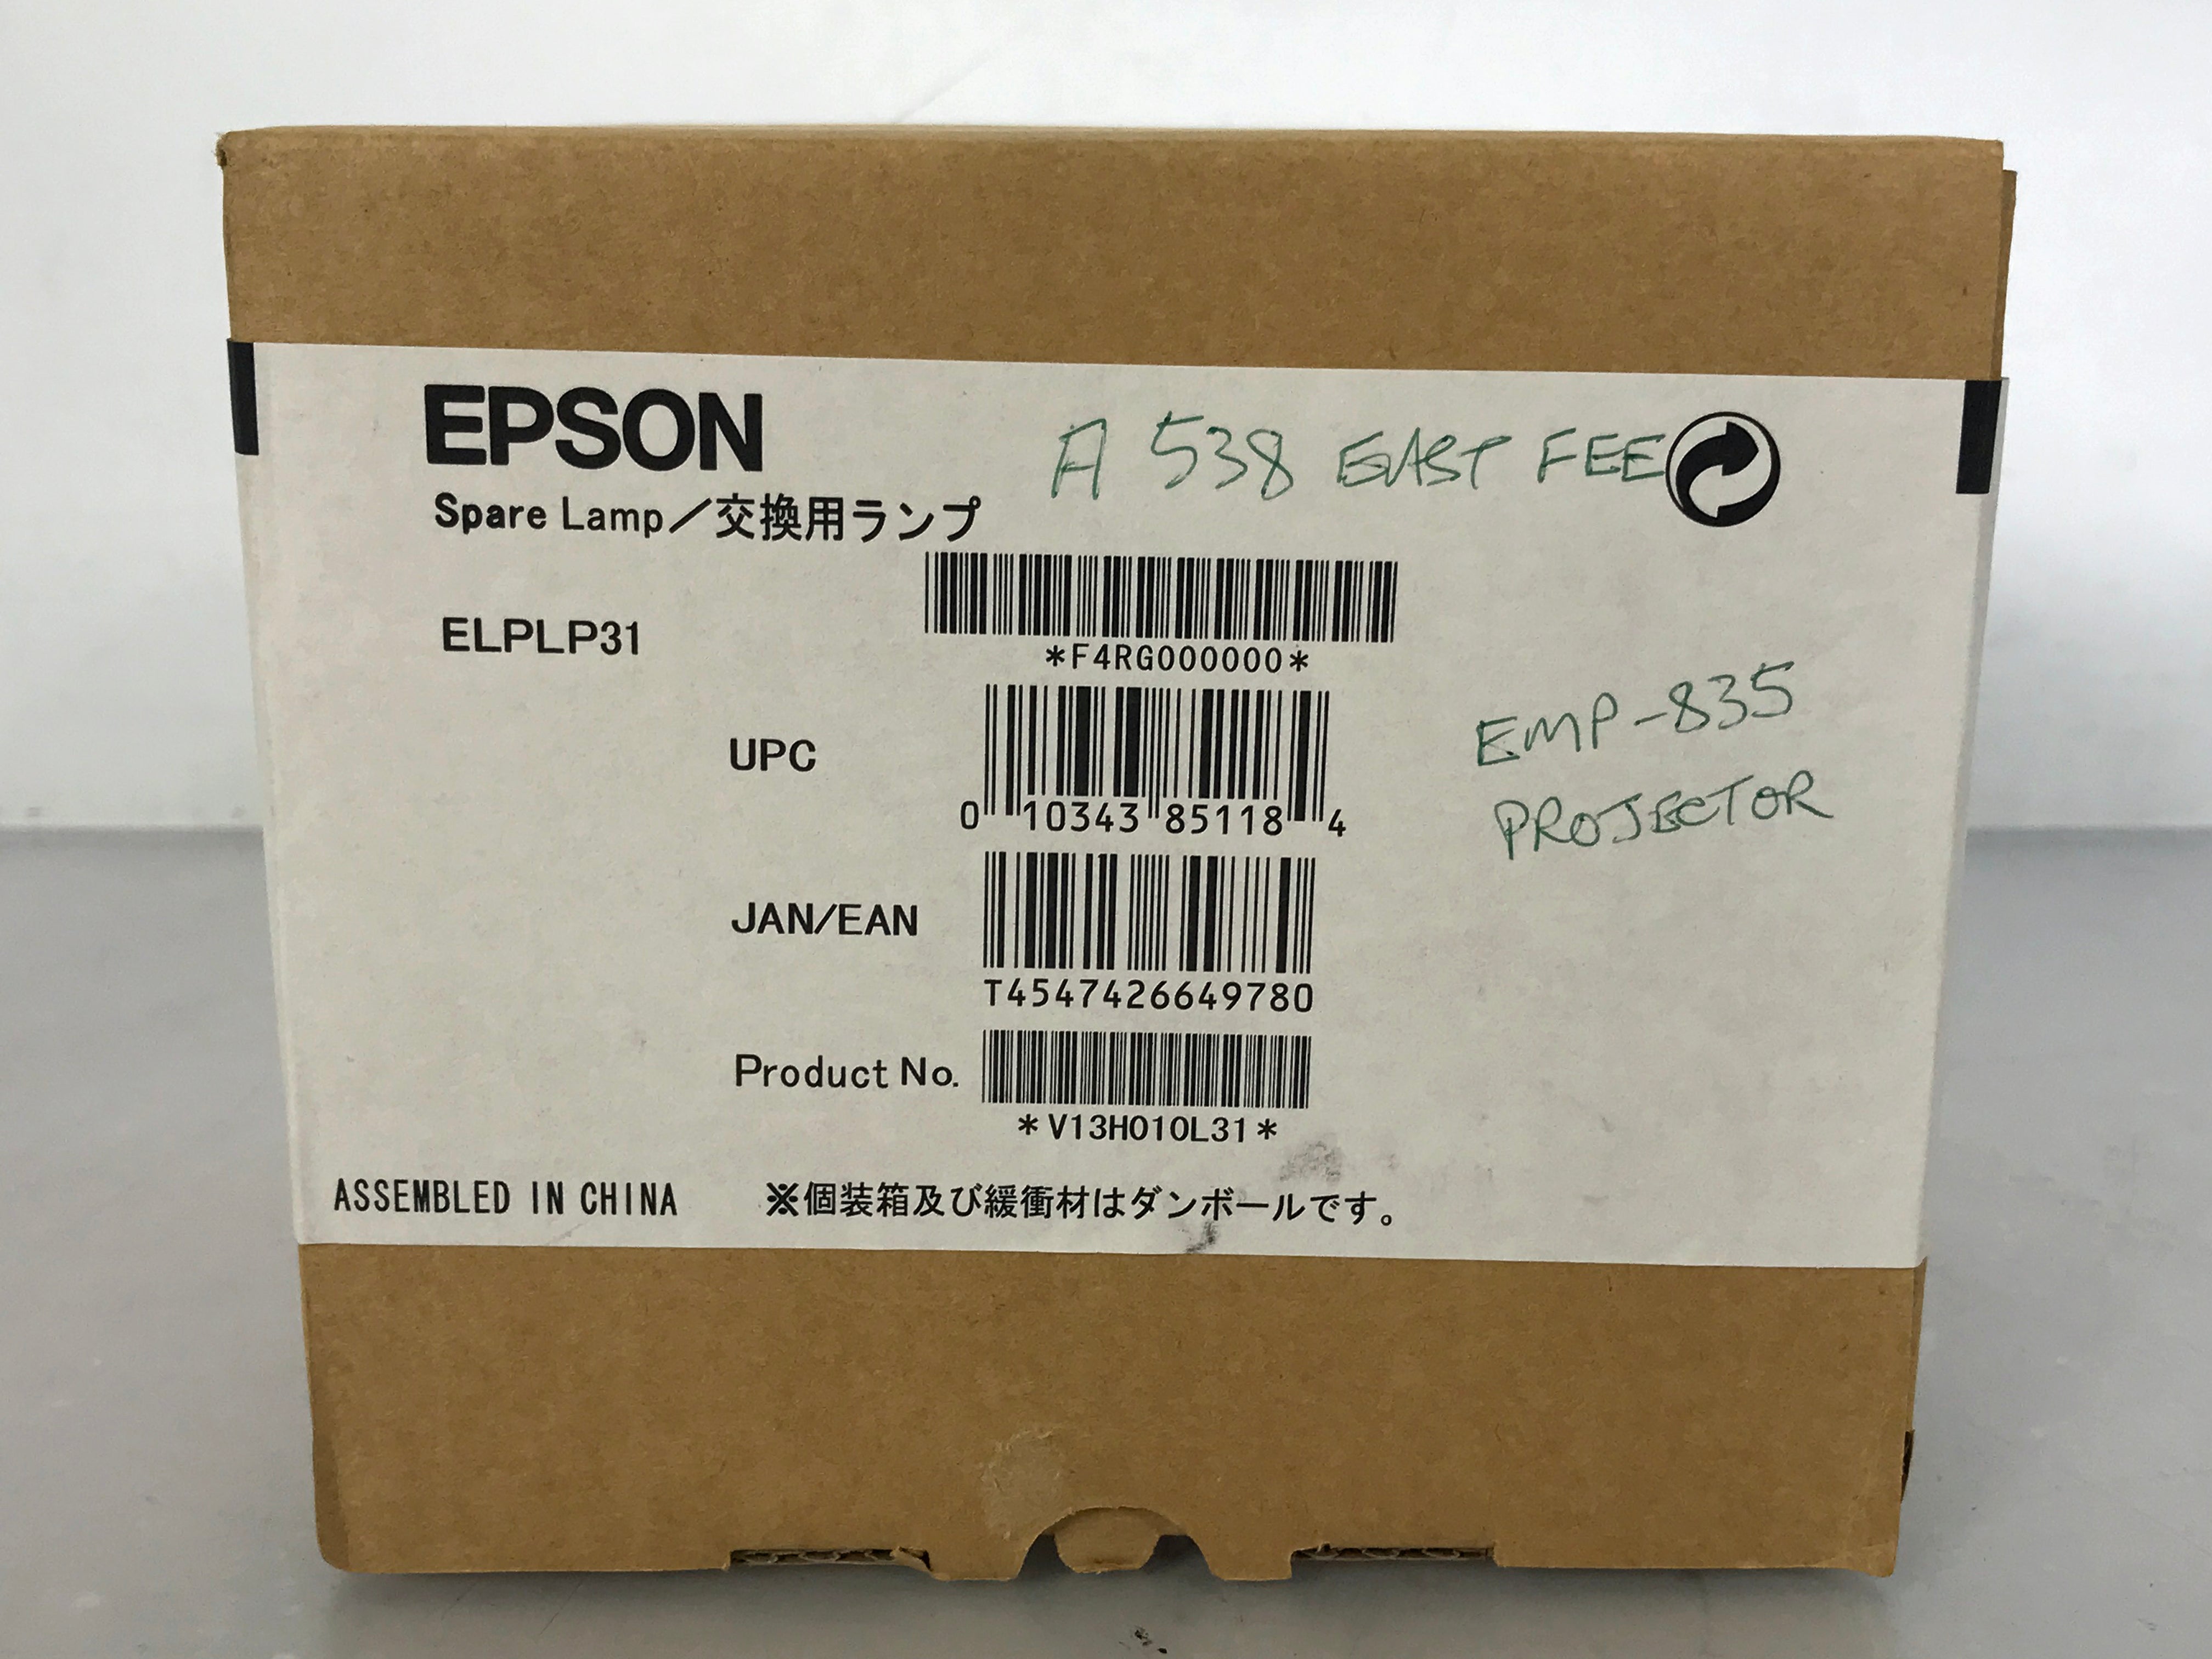 EPSON
A 538 EAST FEE
Spare Lamp／交換用ランプ
ELPLP31
*F4RG000000*
UPC
0 10343 85118 4
EMP-835
PROJECTOR
JAN/EAN
T4547426649780
Product No.
*V13H010L31*
ASSEMBLED IN CHINA ※個装箱及び緩衝材はダンボールです。